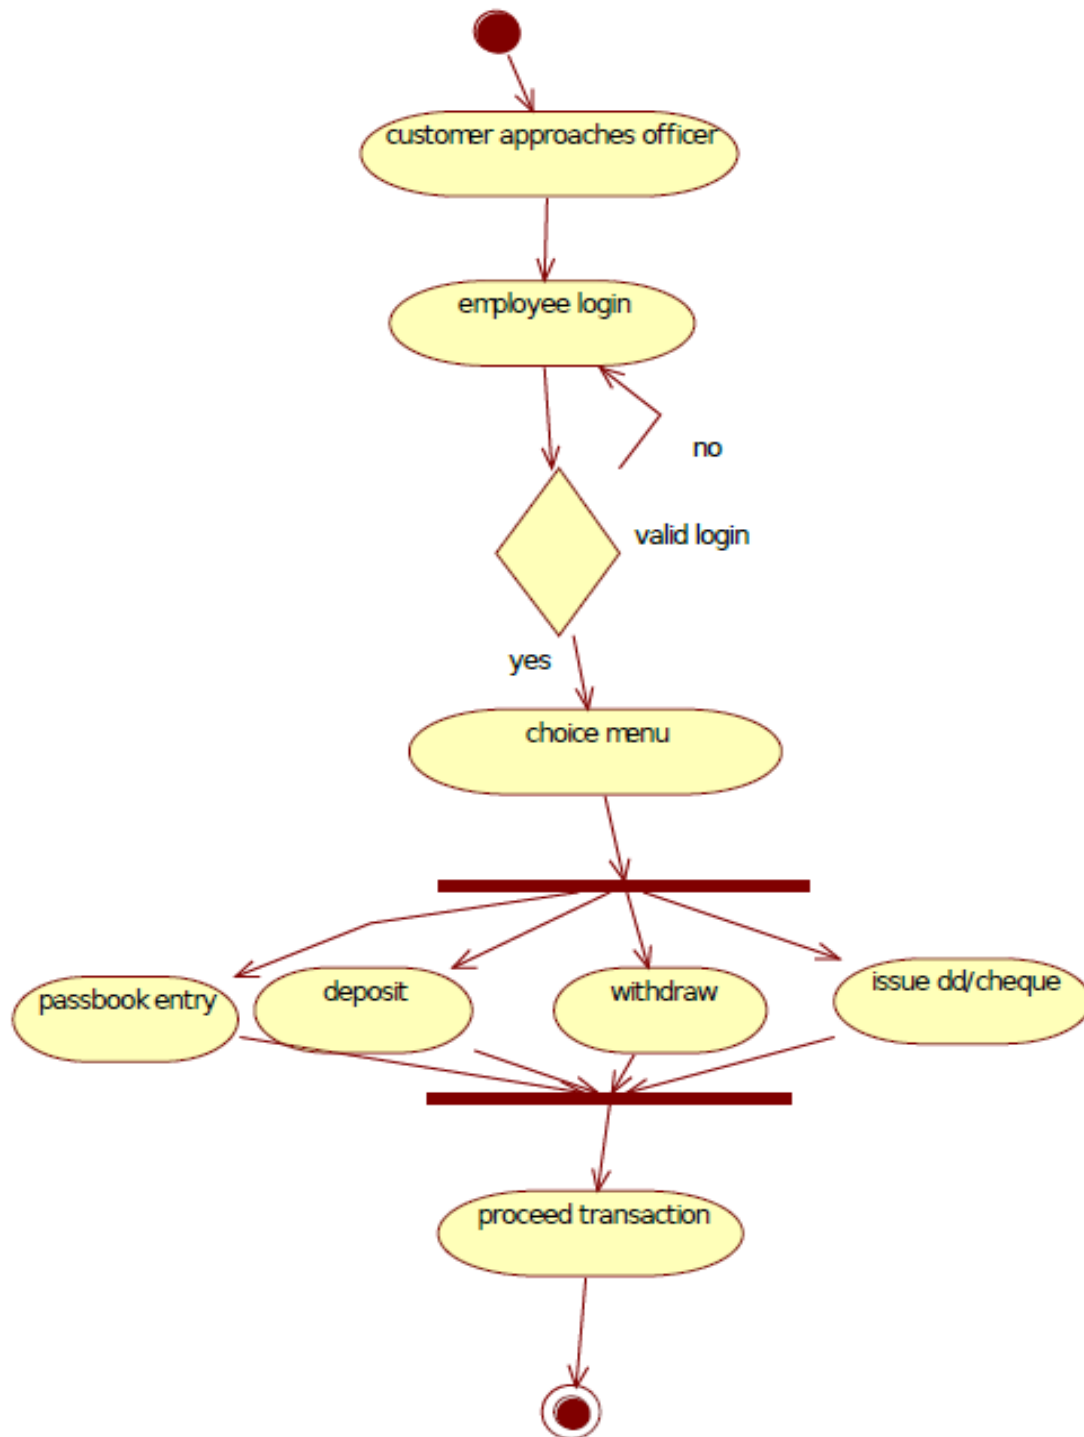 customer approaches officer
employee login
no
valid login
yes
choice menu
passbook entry
deposit
withdraw
issue dd/cheque
proceed transaction